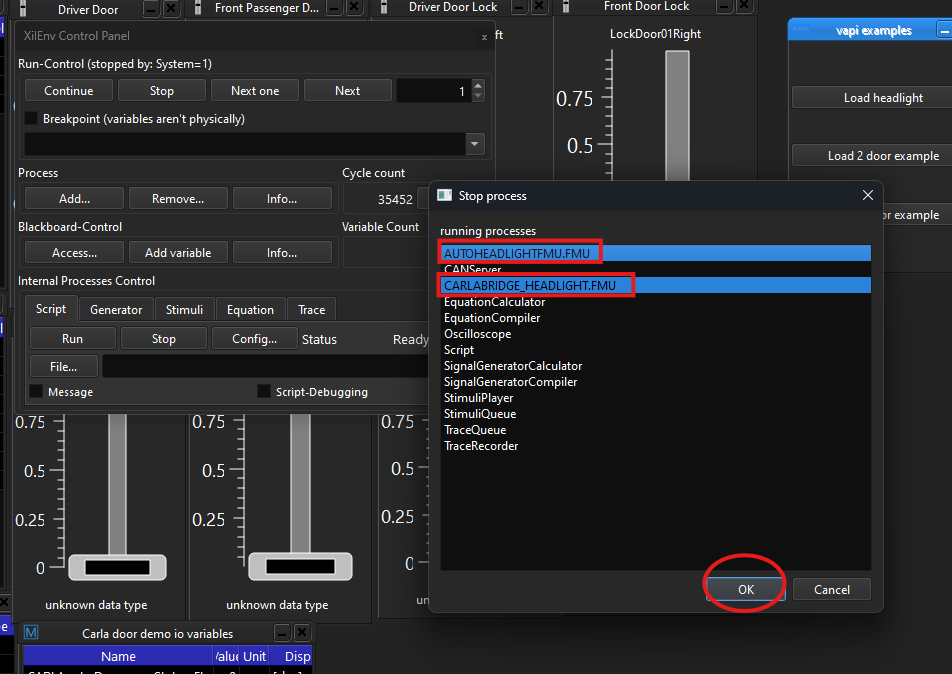 Driver Door
Front Passenger D...
Driver Door Lock
Front Door Lock
XilEnv Control Panel
x
ft
LockDoor01Right
vapi examples
Run-Control (stopped by: System=1)
Continue
Stop
Next one
Next
1
Breakpoint (variables aren't physically)
0.75
0.5
Load headlight
Load 2 door example
or example
Process
Cycle count
Add...
Remove...
Info...
35452
Blackboard-Control
Variable Count
Access...
Add variable
Info...
Internal Processes Control
Script
Generator
Stimuli
Equation
Trace
Run
Stop
Config...
Status
Ready
File...
Message
Script-Debugging
Stop process
running processes
AUTOHEADLIGHTFMU.FMU
CANServer
CARLABRIDGE_HEADLIGHT.FMU
EquationCalculator
EquationCompiler
Oscilloscope
Script
SignalGeneratorCalculator
SignalGeneratorCompiler
StimuliPlayer
StimuliQueue
TraceQueue
TraceRecorder
OK
Cancel
0.75
0.5
0.25
0
unknown data type
0.75
0.5
0.25
0
unknown data type
0.75
0.5
0.25
0
un
M
Carla door demo io variables
Name
Value
Unit
Disp